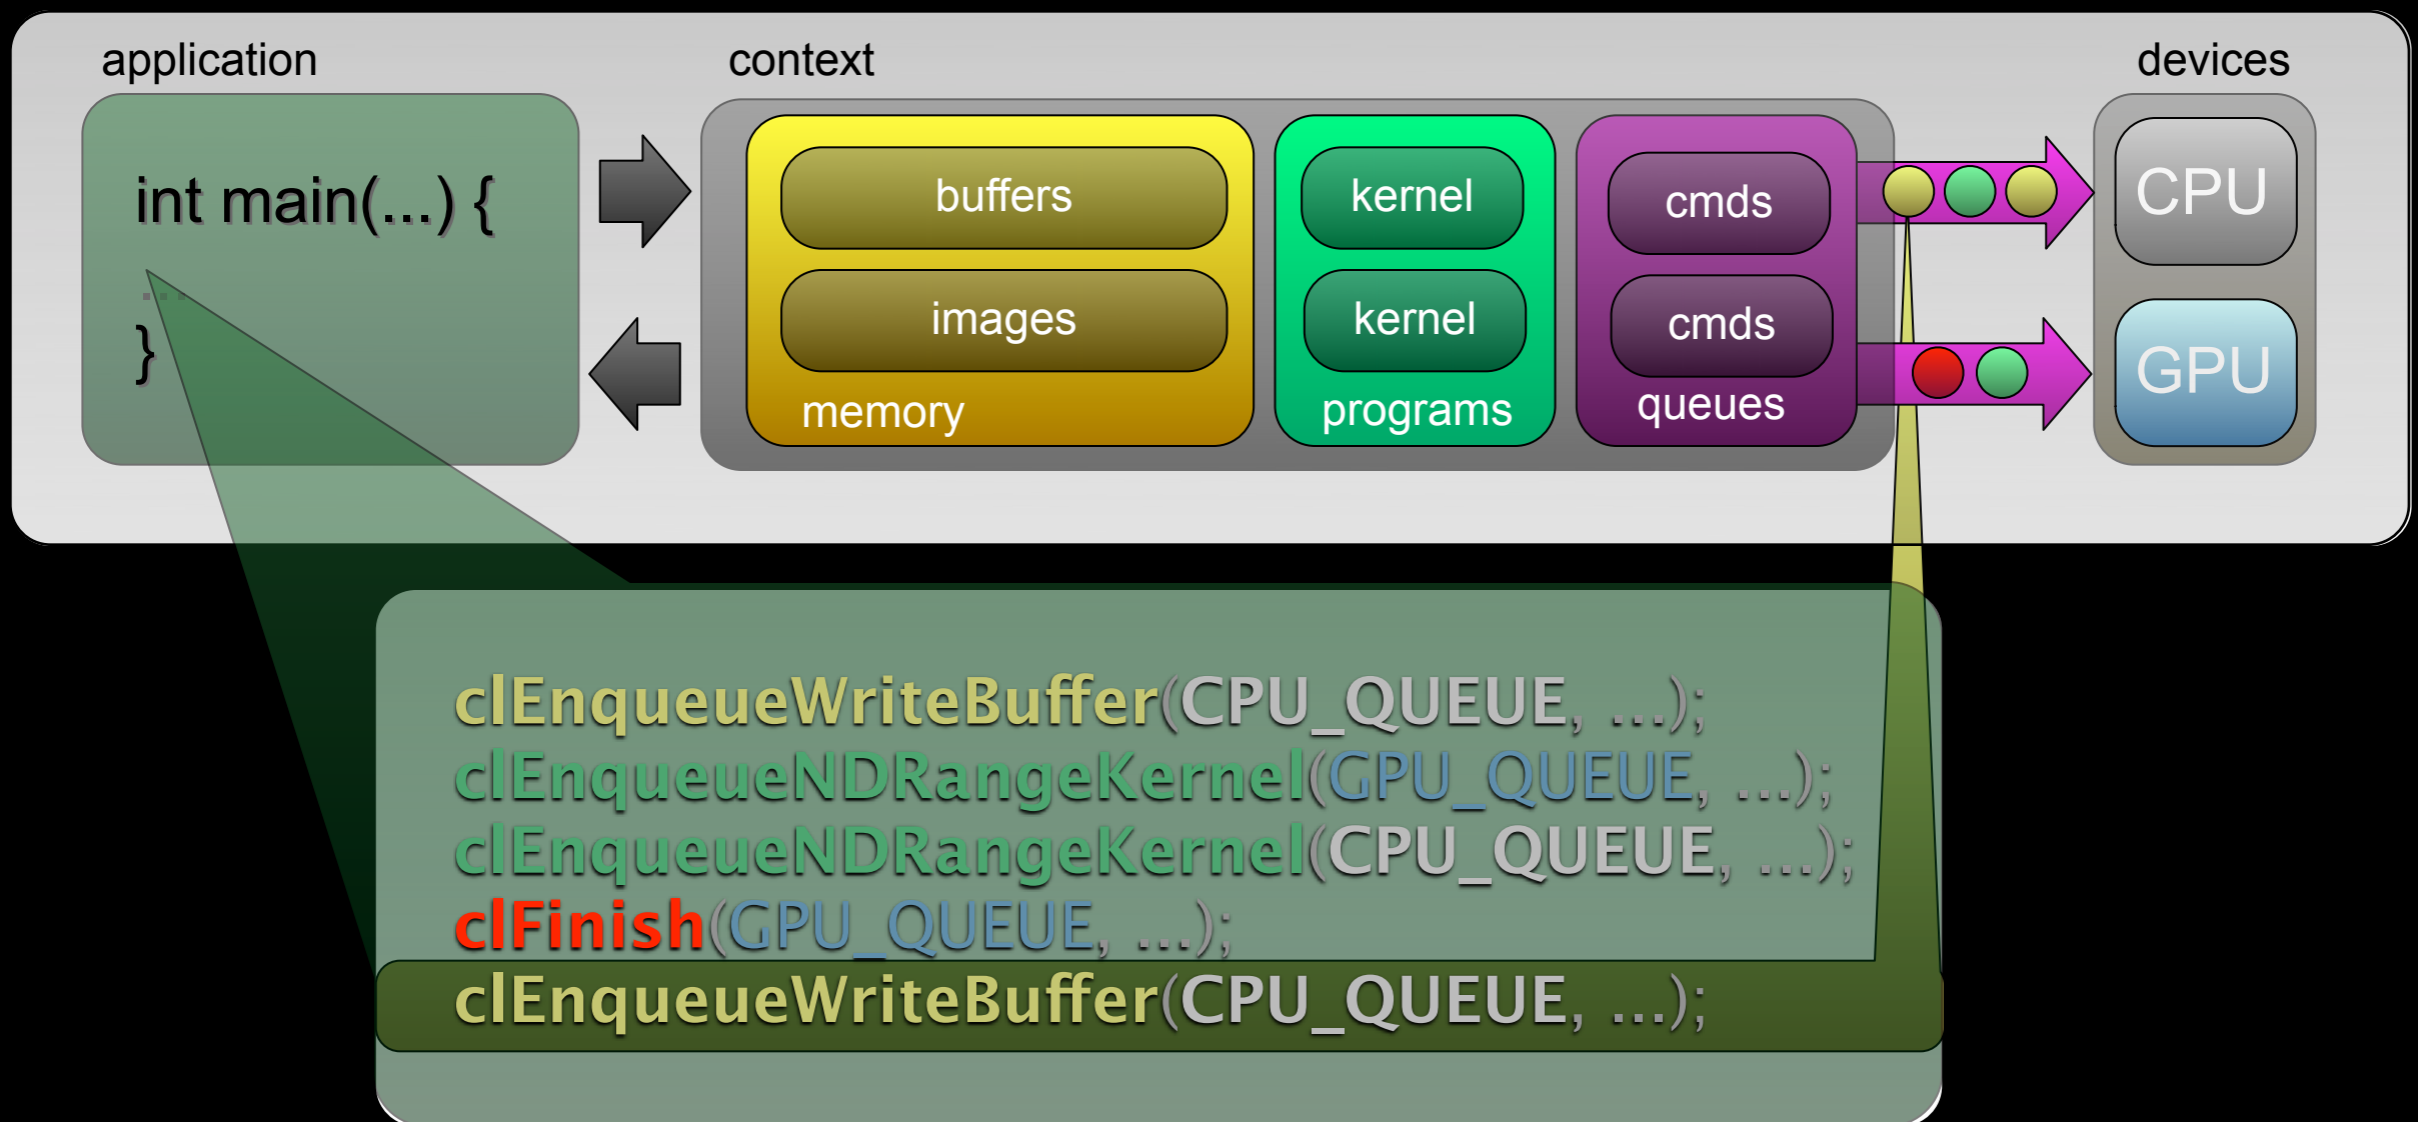 application
context
devices
int main(...) {
...
}
buffers
images
memory
kernel
kernel
programs
cmds
cmds
queues
CPU
GPU
clEnqueueWriteBuffer(CPU_QUEUE, ...);
clEnqueueNDRangeKernel(GPU_QUEUE, ...);
clEnqueueNDRangeKernel(CPU_QUEUE, ...);
clFinish(GPU_QUEUE, ...);
clEnqueueWriteBuffer(CPU_QUEUE, ...);